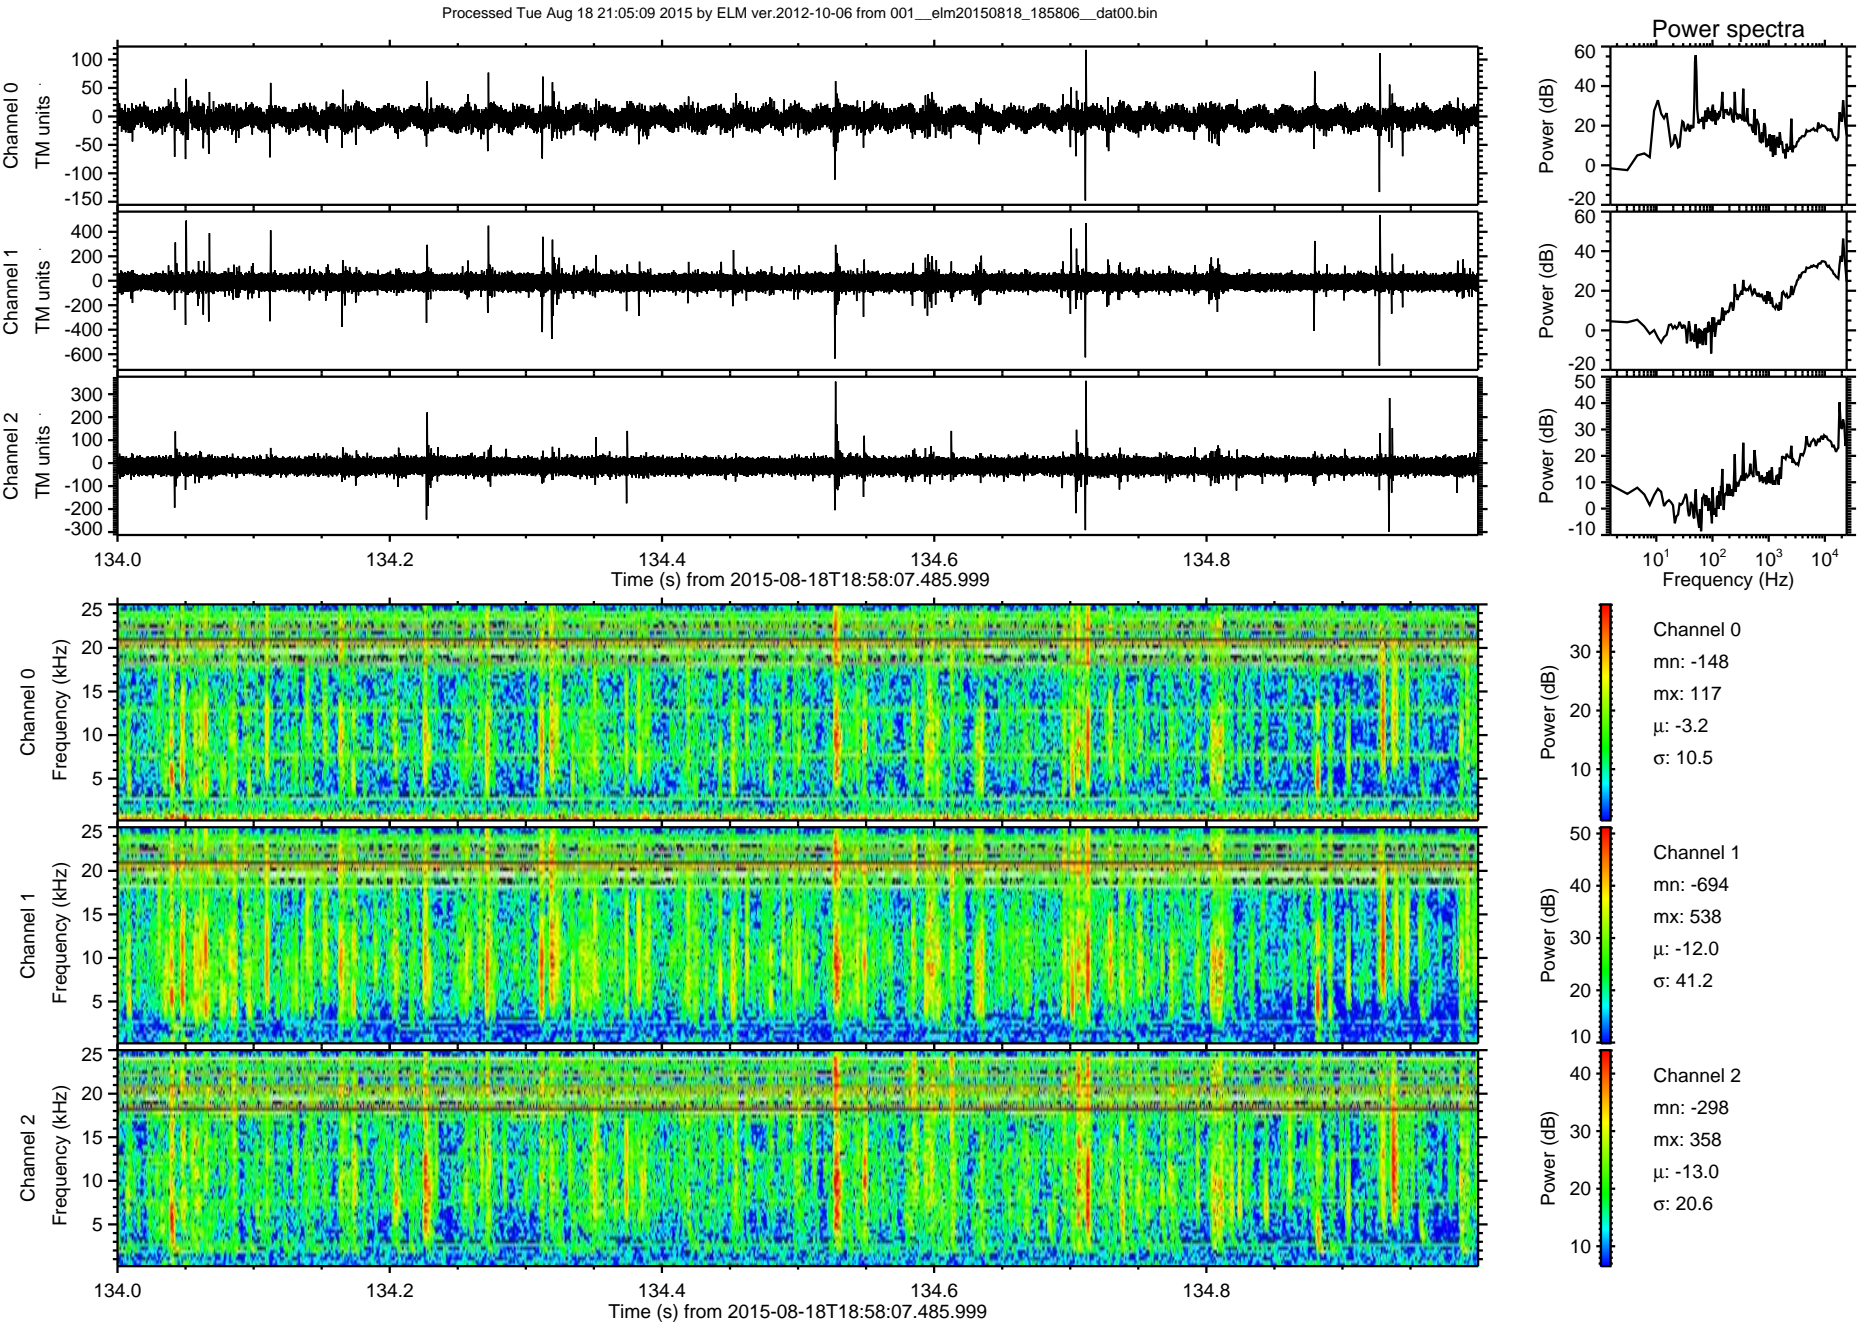 Processed Tue Aug 18 21:05:09 2015 by ELM ver.2012-10-06 from 001__elm20150818_185806__dat00.bin
Power spectra
Channel 0
TM units
100
50
0
-50
-100
-150
Power (dB)
60
40
20
0
-20
Channel 1
TM units
400
200
0
-200
-400
-600
Power (dB)
60
40
20
0
-20
Channel 2
TM units
300
200
100
0
-100
-200
-300
Power (dB)
50
40
30
20
10
0
-10
134.0 134.2 134.4 134.6 134.8
Time (s) from 2015-08-18T18:58:07.485.999
10¹ 10² 10³ 10⁴
Frequency (Hz)
Channel 0
Frequency (kHz)
25
20
15
10
5
Power (dB)
30
20
10
Channel 0
mn: -148
mx: 117
µ: -3.2
σ: 10.5
Channel 1
Frequency (kHz)
25
20
15
10
5
Power (dB)
50
40
30
20
10
Channel 1
mn: -694
mx: 538
µ: -12.0
σ: 41.2
Channel 2
Frequency (kHz)
25
20
15
10
5
Power (dB)
40
30
20
10
Channel 2
mn: -298
mx: 358
µ: -13.0
σ: 20.6
134.0 134.2 134.4 134.6 134.8
Time (s) from 2015-08-18T18:58:07.485.999